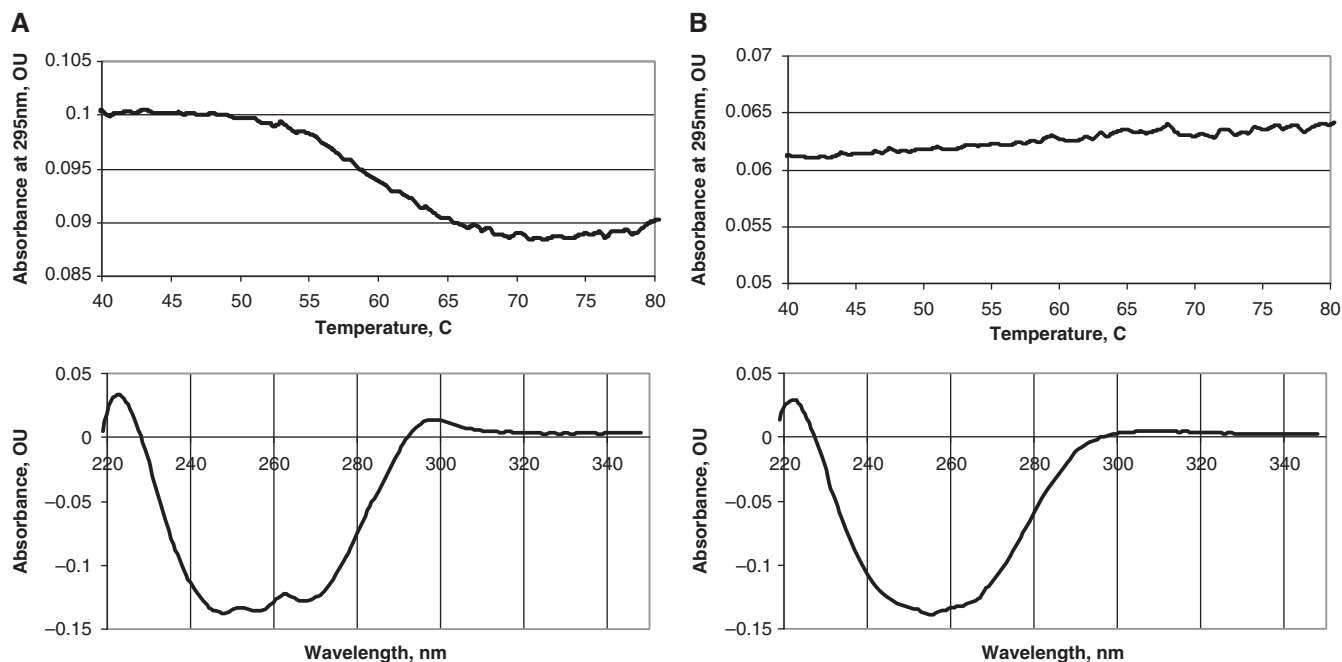 A
Absorbance at 295nm, OU
0.105
0.1
0.095
0.09
0.085
40 45 50 55 60 65 70 75 80
Temperature, C
B
Absorbance at 295nm, OU
0.07
0.065
0.06
0.055
0.05
40 45 50 55 60 65 70 75 80
Temperature, C
Absorbance, OU
0.05
0
−0.05
−0.1
−0.15
220 240 260 280 300 320 340
Wavelength, nm
Absorbance, OU
0.05
0
−0.05
−0.1
−0.15
220 240 260 280 300 320 340
Wavelength, nm